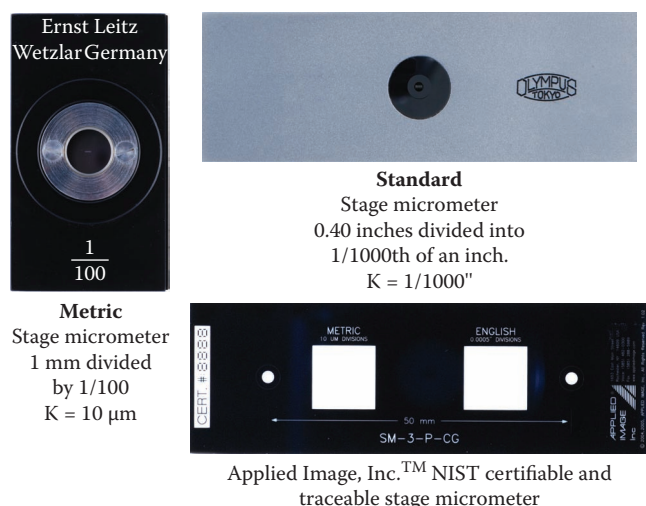 Ernst Leitz
Wetzlar Germany
1
100
Metric
Stage micrometer
1 mm divided
by 1/100
K = 10 μm
OLYMPUS
TOKYO
Standard
Stage micrometer
0.40 inches divided into
1/1000th of an inch.
K = 1/1000"
CERT. # 8888
METRIC
10 UM DIVISIONS
ENGLISH
0.0005" DIVISIONS
50 mm
SM-3-P-CG
APPLIED
IMAGE
Inc
Applied Image, Inc.™ NIST certifiable and
traceable stage micrometer